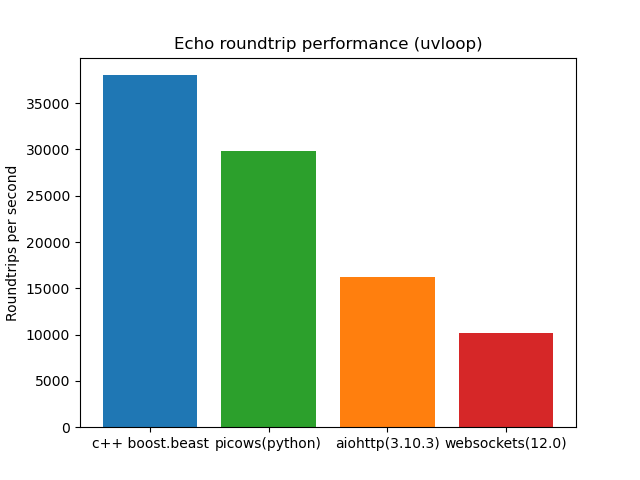 Echo roundtrip performance (uvloop)
Roundtrips per second
35000
30000
25000
20000
15000
10000
5000
0
c++ boost.beast picows(python) aiohttp(3.10.3) websockets(12.0)